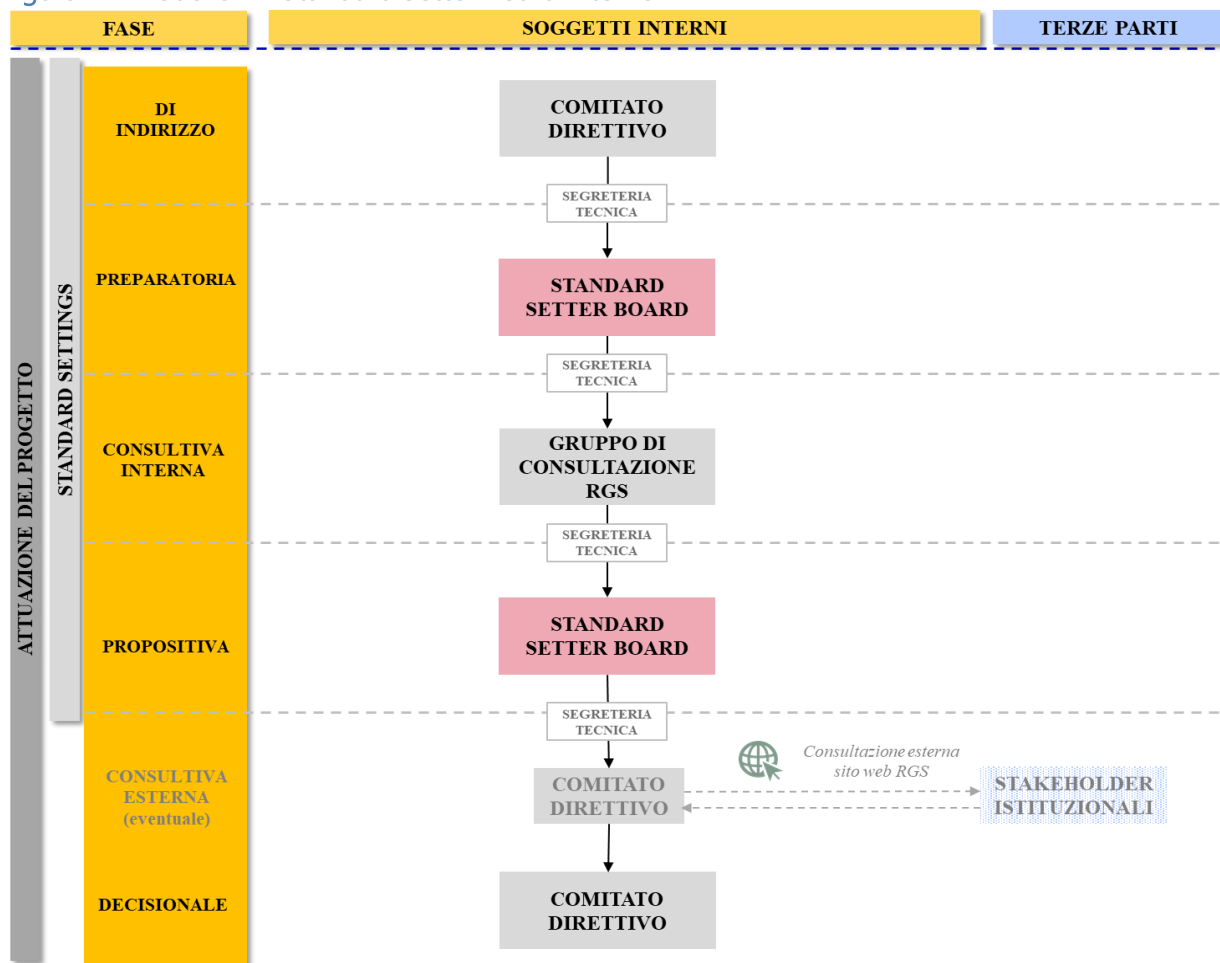 FASE
SOGGETTI INTERNI
TERZE PARTI
ATTUAZIONE DEL PROGETTO
STANDARD SETTINGS
DI
INDIRIZZO
COMITATO
DIRETTIVO
SEGRETERIA
TECNICA
PREPARATORIA
STANDARD
SETTER BOARD
SEGRETERIA
TECNICA
CONSULTIVA
INTERNA
GRUPPO DI
CONSULTAZIONE
RGS
SEGRETERIA
TECNICA
PROPOSITIVA
STANDARD
SETTER BOARD
SEGRETERIA
TECNICA
CONSULTIVA
ESTERNA
(eventuale)
COMITATO
DIRETTIVO
Consultazione esterna
sito web RGS
STAKEHOLDER
ISTITUZIONALI
DECISIONALE
COMITATO
DIRETTIVO